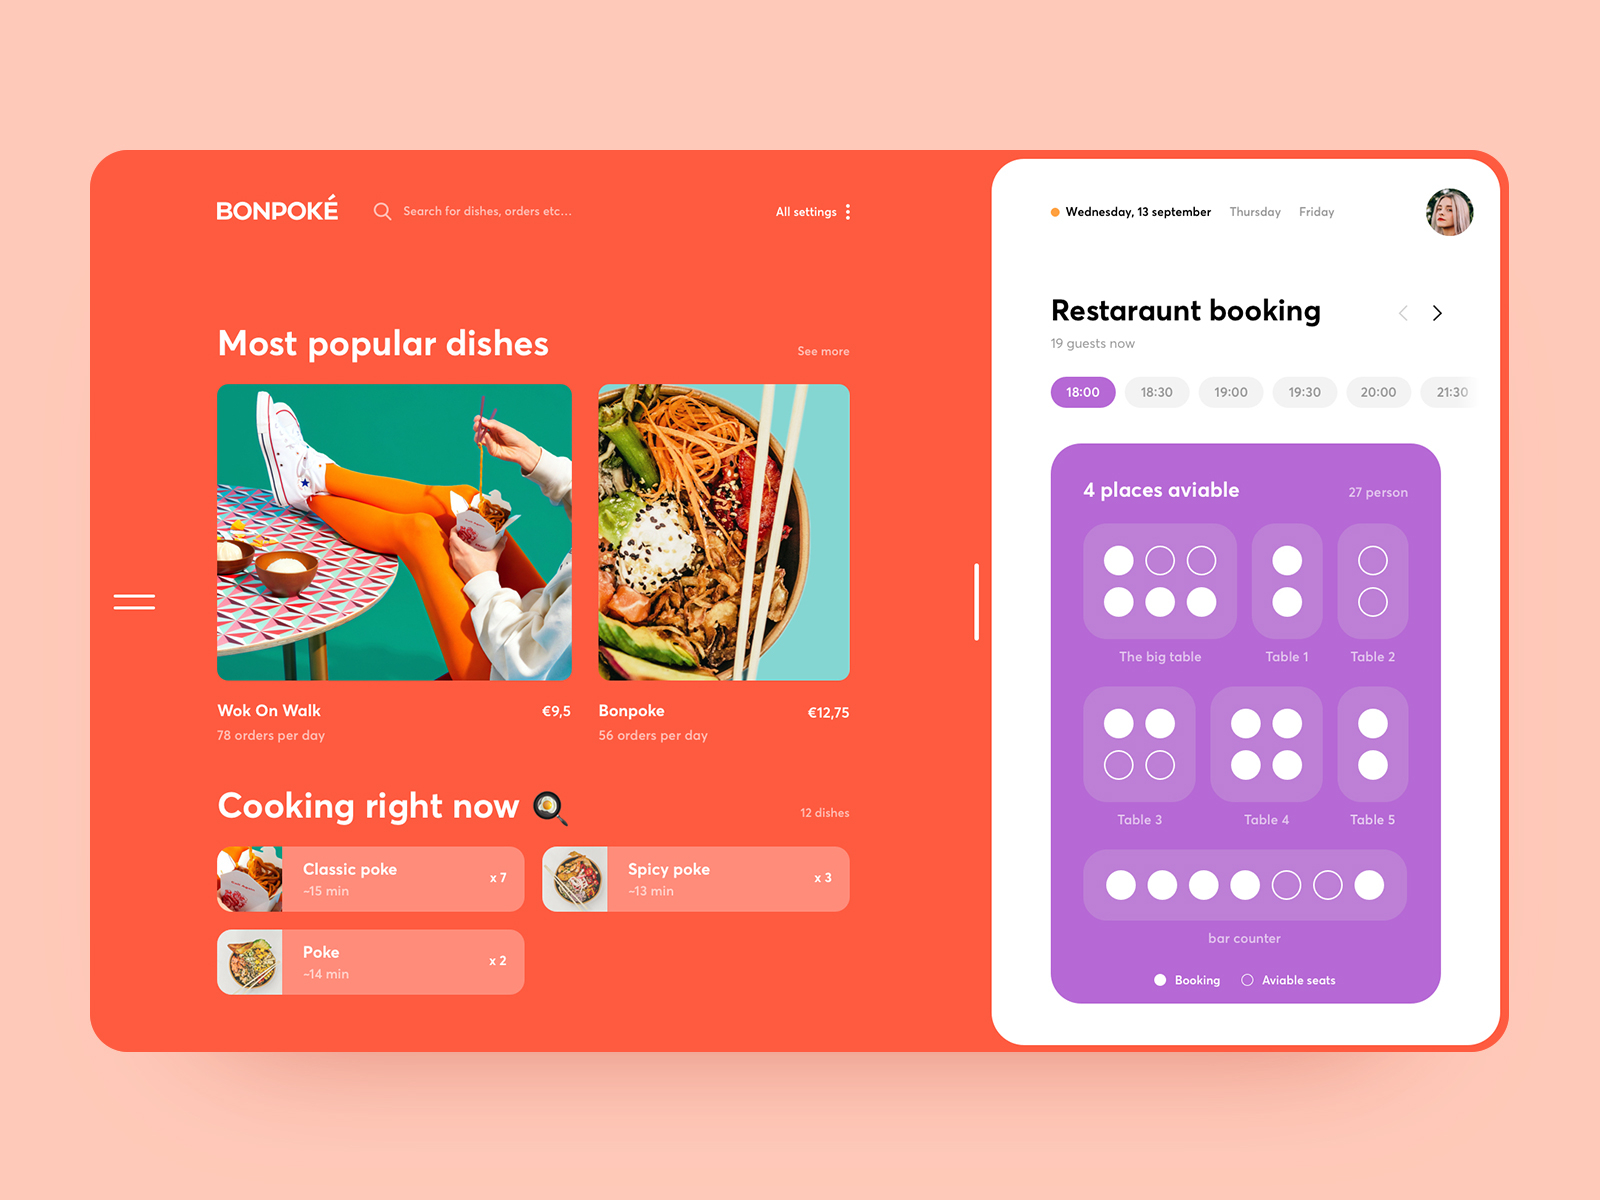 BONPOKÉ
Search for dishes, orders etc...
All settings
Most popular dishes
See more
Wok On Walk
€9,5
78 orders per day
Bonpoke
€12,75
56 orders per day
Cooking right now
12 dishes
Classic poke
~15 min
x 7
Spicy poke
~13 min
x 3
Poke
~14 min
x 2
Wednesday, 13 september
Thursday
Friday
Restaraunt booking
19 guests now
18:00
18:30
19:00
19:30
20:00
21:30
4 places aviable
27 person
The big table
Table 1
Table 2
Table 3
Table 4
Table 5
bar counter
Booking
Aviable seats